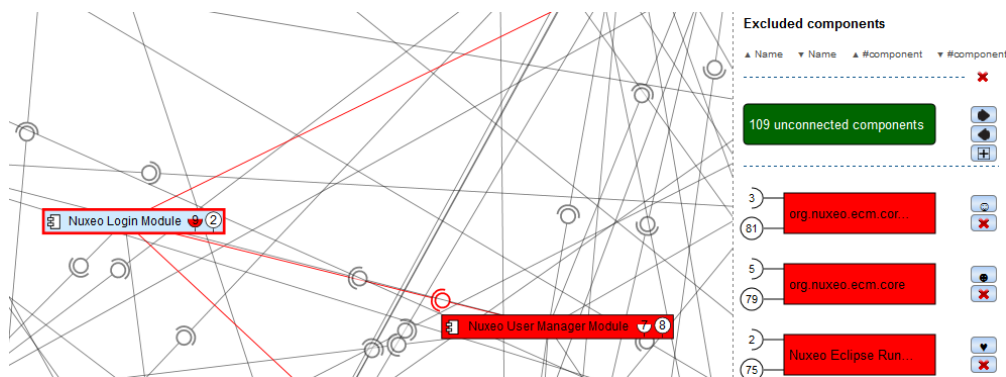 Excluded components
▲ Name ▼ Name ▲ #component ▼ #component
109 unconnected components
Nuxeo Login Module 2
3
org.nuxeo.ecm.cor...
81
5
org.nuxeo.ecm.core
79
Nuxeo User Manager Module 7 8
2
Nuxeo Eclipse Run...
75